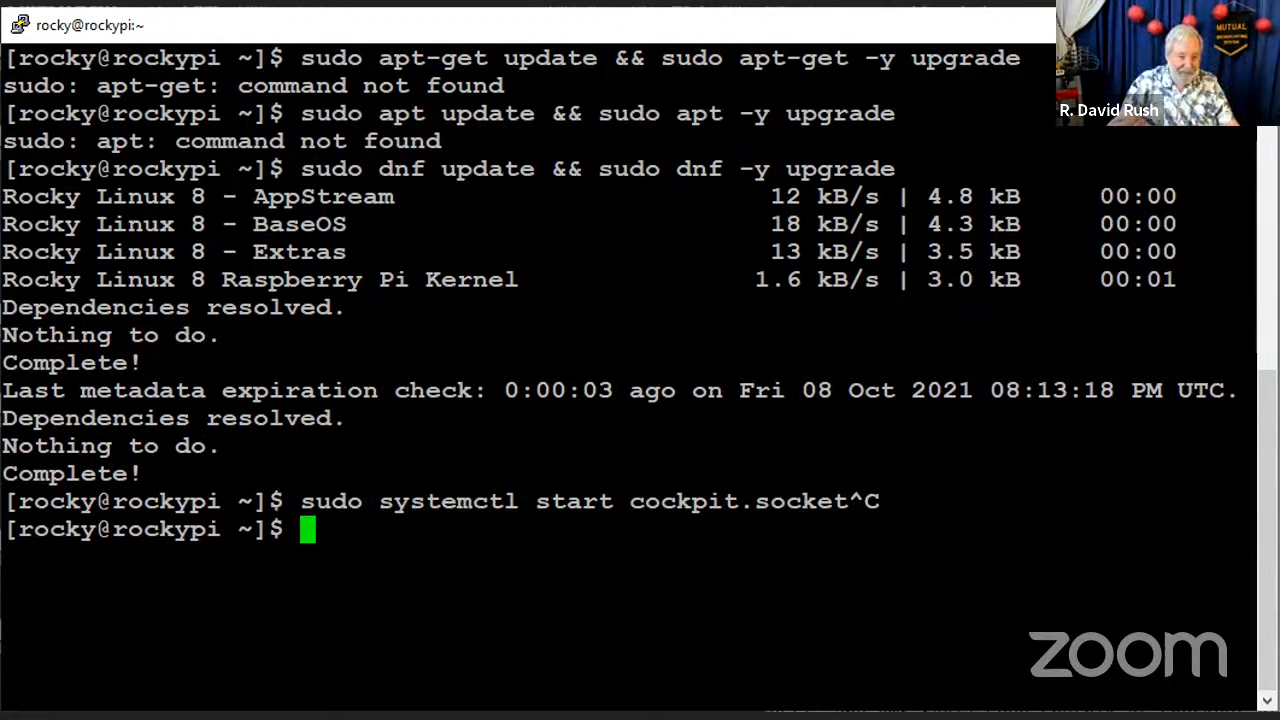 rocky@rockypi:~
[rocky@rockypi ~]$ sudo apt-get update && sudo apt-get -y upgrade
sudo: apt-get: command not found
[rocky@rockypi ~]$ sudo apt update && sudo apt -y upgrade
sudo: apt: command not found
[rocky@rockypi ~]$ sudo dnf update && sudo dnf -y upgrade
Rocky Linux 8 - AppStream 12 kB/s | 4.8 kB 00:00
Rocky Linux 8 - BaseOS 18 kB/s | 4.3 kB 00:00
Rocky Linux 8 - Extras 13 kB/s | 3.5 kB 00:00
Rocky Linux 8 Raspberry Pi Kernel 1.6 kB/s | 3.0 kB 00:01
Dependencies resolved.
Nothing to do.
Complete!
Last metadata expiration check: 0:00:03 ago on Fri 08 Oct 2021 08:13:18 PM UTC.
Dependencies resolved.
Nothing to do.
Complete!
[rocky@rockypi ~]$ sudo systemctl start cockpit.socket^C
[rocky@rockypi ~]$
MUTUAL
BROADCASTING
SYSTEM
R. David Rush
zoom